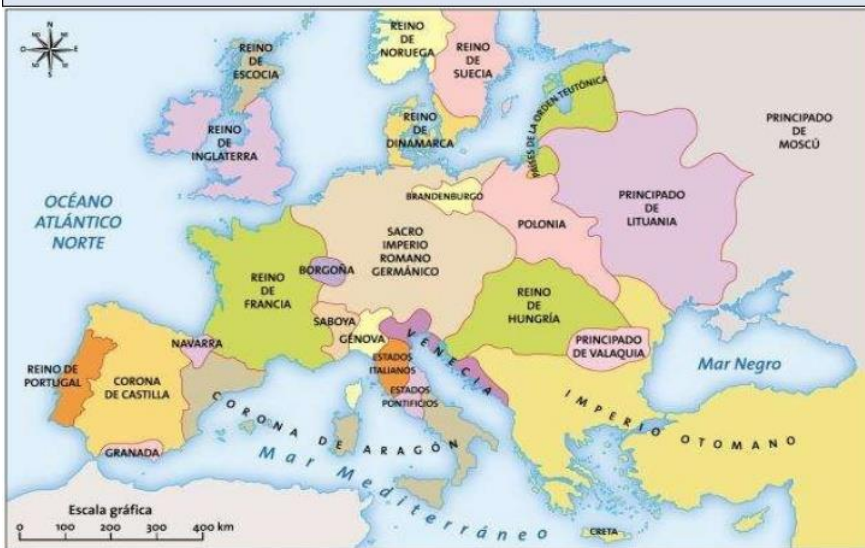 N
O
E
S
REINO
DE
ESCOCIA
REINO
DE
NORUEGA
REINO
DE
SUECIA
REINO
DE
INGLATERRA
REINO
DE
DINAMARCA
PAÍSES DE LA ORDEN TEUTÓNICA
PRINCIPADO
DE
MOSCÚ
OCÉANO
ATLÁNTICO
NORTE
BRANDENBURGO
PRINCIPADO
DE
LITUANIA
POLONIA
SACRO
IMPERIO
ROMANO
GERMÁNICO
BORGOÑA
REINO
DE
FRANCIA
REINO
DE
HUNGRÍA
SABOYA
GÉNOVA
VENECIA
PRINCIPADO
DE VALAQUIA
NAVARRA
Mar Negro
REINO DE
PORTUGAL
CORONA
DE CASTILLA
ESTADOS
ITALIANOS
ESTADOS
PONTIFICIOS
CORONA DE ARAGÓN
IMPERIO OTOMANO
GRANADA
Mar Mediterráneo
CRETA
Escala gráfica
0 100 200 300 400 km